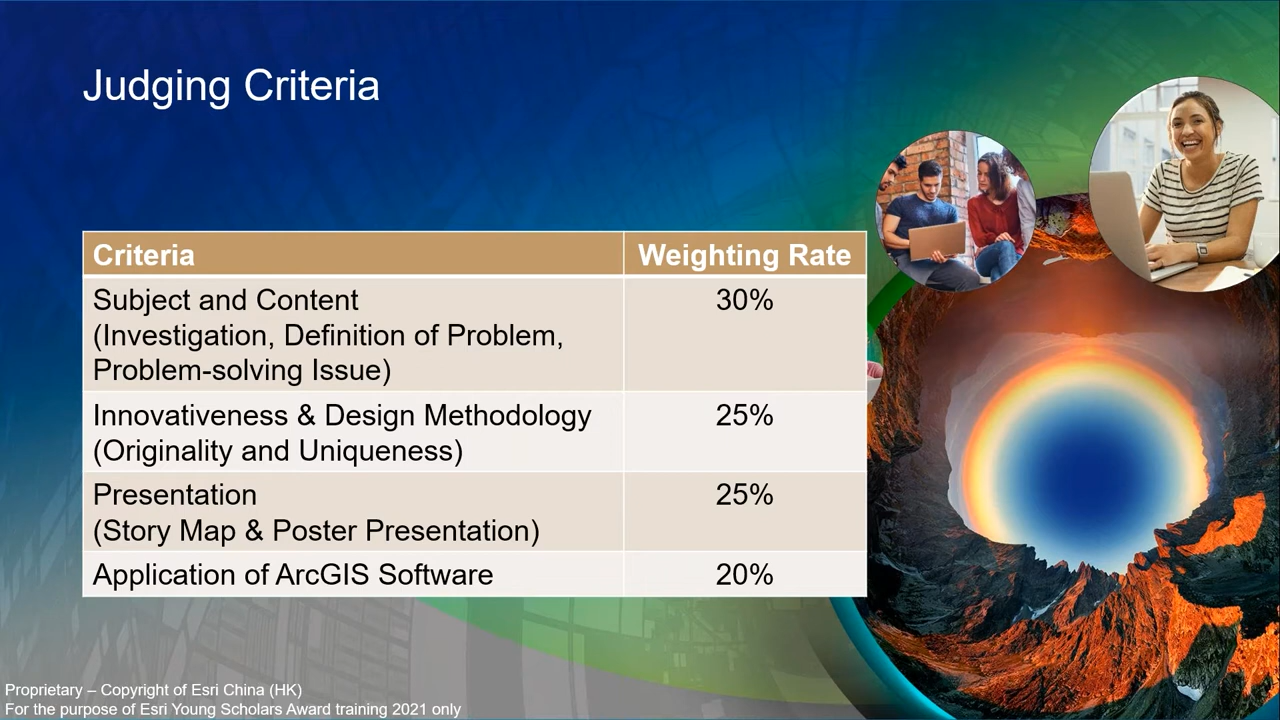 Judging Criteria
Criteria
Weighting Rate
Subject and Content
(Investigation, Definition of Problem,
Problem-solving Issue)
30%
Innovativeness & Design Methodology
(Originality and Uniqueness)
25%
Presentation
(Story Map & Poster Presentation)
25%
Application of ArcGIS Software
20%
Proprietary – Copyright of Esri China (HK)
For the purpose of Esri Young Scholars Award training 2021 only